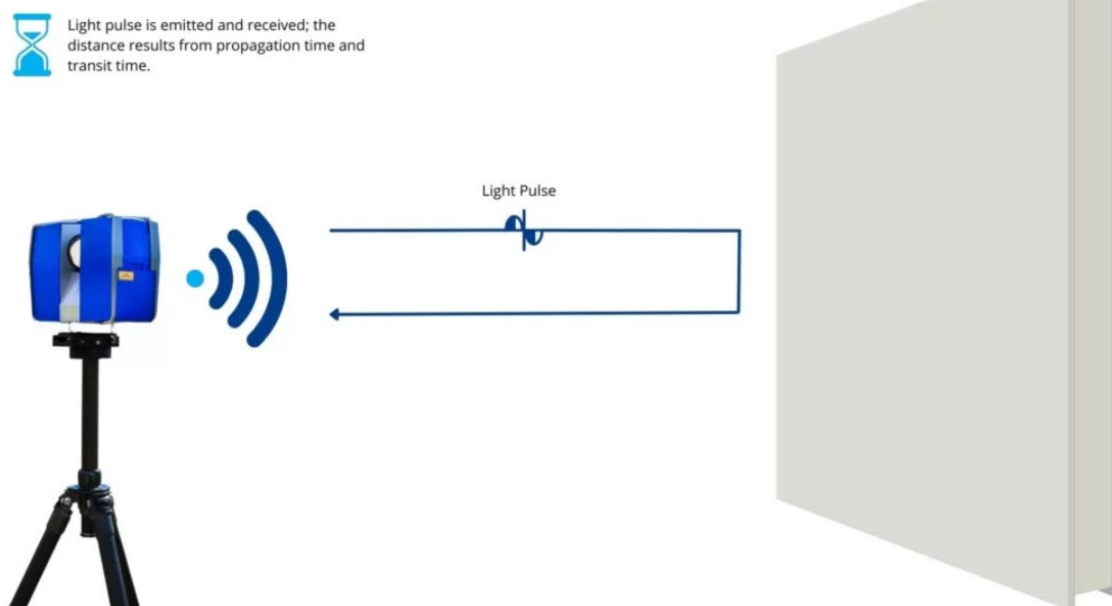 Light pulse is emitted and received; the
distance results from propagation time and
transit time.
Light Pulse